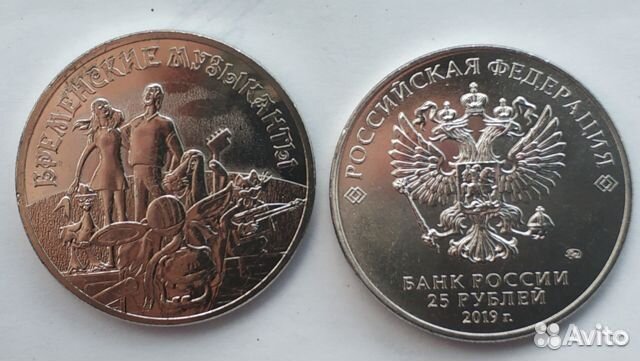 БРЕМЕНСКИЕ МУЗЫКАНТЫ
РОССИЙСКАЯ ФЕДЕРАЦИЯ
БАНК РОССИИ
25 РУБЛЕЙ
2019 г.
Avito